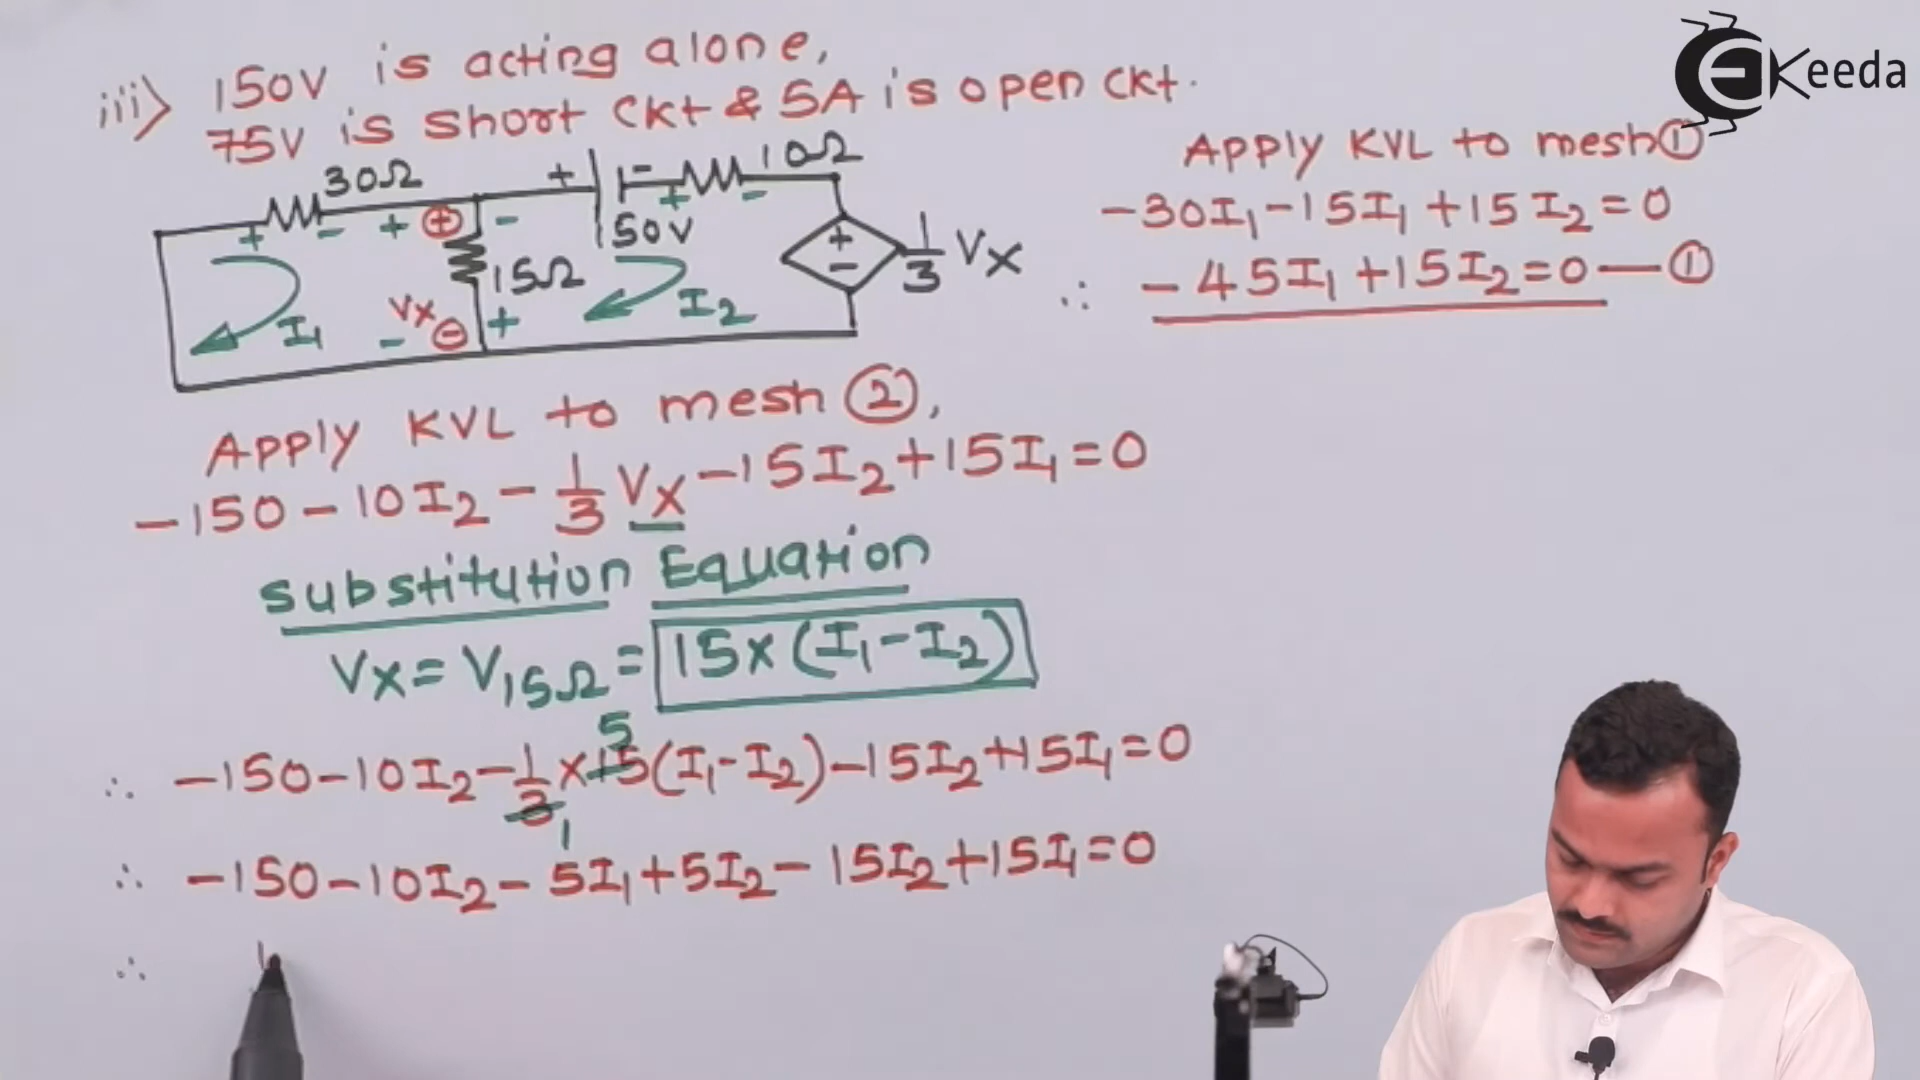 iii) 150V is acting alone,
75V is short ckt & 5A is open ckt.
30Ω + - 10Ω
+ - + + - + -
150V
15Ω + - 1/3 Vx
I1 - Vx - + I2
Apply KVL to mesh ②,
-150-10I2-1/3 Vx-15I2+15I1=0
Substitution Equation
Vx=V15Ω=15×(I1-I2)
∴ -150-10I2-1/3×15(I1-I2)-15I2+15I1=0
5
1
∴ -150-10I2-5I1+5I2-15I2+15I1=0
∴
Apply KVL to mesh①
-30I1-15I1+15I2=0
∴ -45I1+15I2=0—①
EKeeda